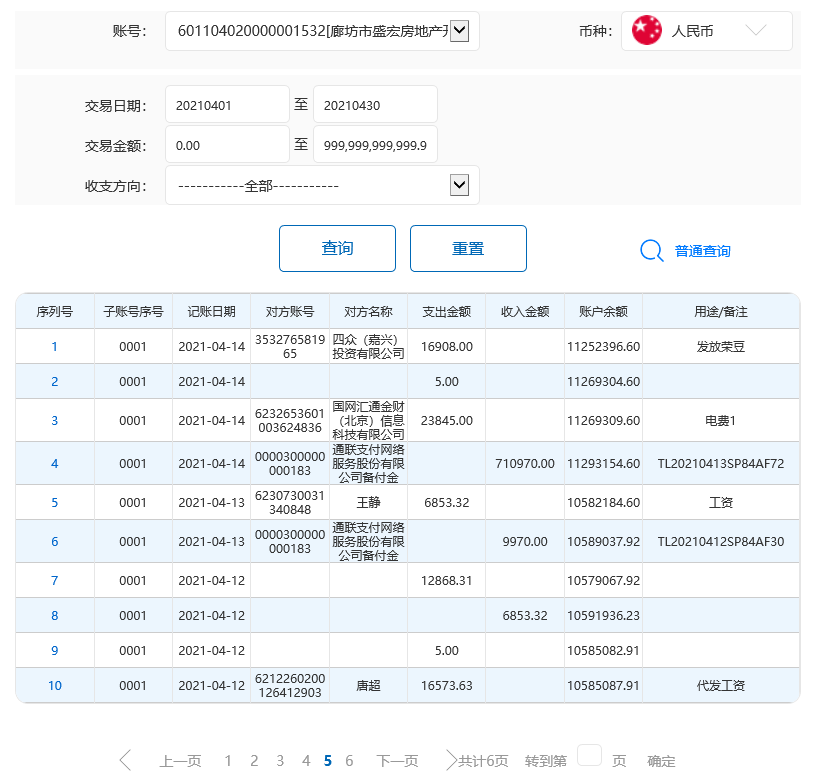 账号： 601104020000001532[廊坊市盛宏房地产开 币种： 人民币
交易日期： 20210401 至 20210430
交易金额： 0.00 至 999,999,999,999.9
收支方向： -----------全部-----------
查询 重置 普通查询
序列号 子账号序号 记账日期 对方账号 对方名称 支出金额 收入金额 账户余额 用途/备注
1 0001 2021-04-14 353276581965 四众（嘉兴）投资有限公司 16908.00 11252396.60 发放荣豆
2 0001 2021-04-14 5.00 11269304.60
3 0001 2021-04-14 6232653601003624836 国网汇通金财（北京）信息科技有限公司 23845.00 11269309.60 电费1
4 0001 2021-04-14 0000300000000183 通联支付网络服务股份有限公司备付金 710970.00 11293154.60 TL20210413SP84AF72
5 0001 2021-04-13 6230730031340848 王静 6853.32 10582184.60 工资
6 0001 2021-04-13 0000300000000183 通联支付网络服务股份有限公司备付金 9970.00 10589037.92 TL20210412SP84AF30
7 0001 2021-04-12 12868.31 10579067.92
8 0001 2021-04-12 6853.32 10591936.23
9 0001 2021-04-12 5.00 10585082.91
10 0001 2021-04-12 6212260200126412903 唐超 16573.63 10585087.91 代发工资
上一页 1 2 3 4 5 6 下一页 共计6页 转到第 页 确定